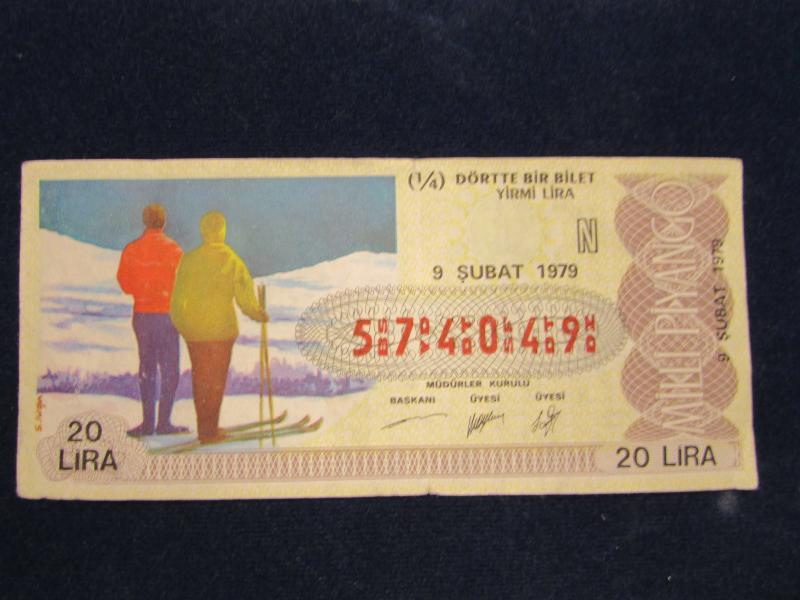 (1/4) DÖRTTE BİR BİLET
YİRMİ LİRA
N
9 ŞUBAT 1979
5 7 4 0 4 9
MÜDÜRLER KURULU
BAŞKANI ÜYESİ ÜYESİ
20
LİRA
20 LİRA
MİLLİ PİYANGO
9 ŞUBAT 1979